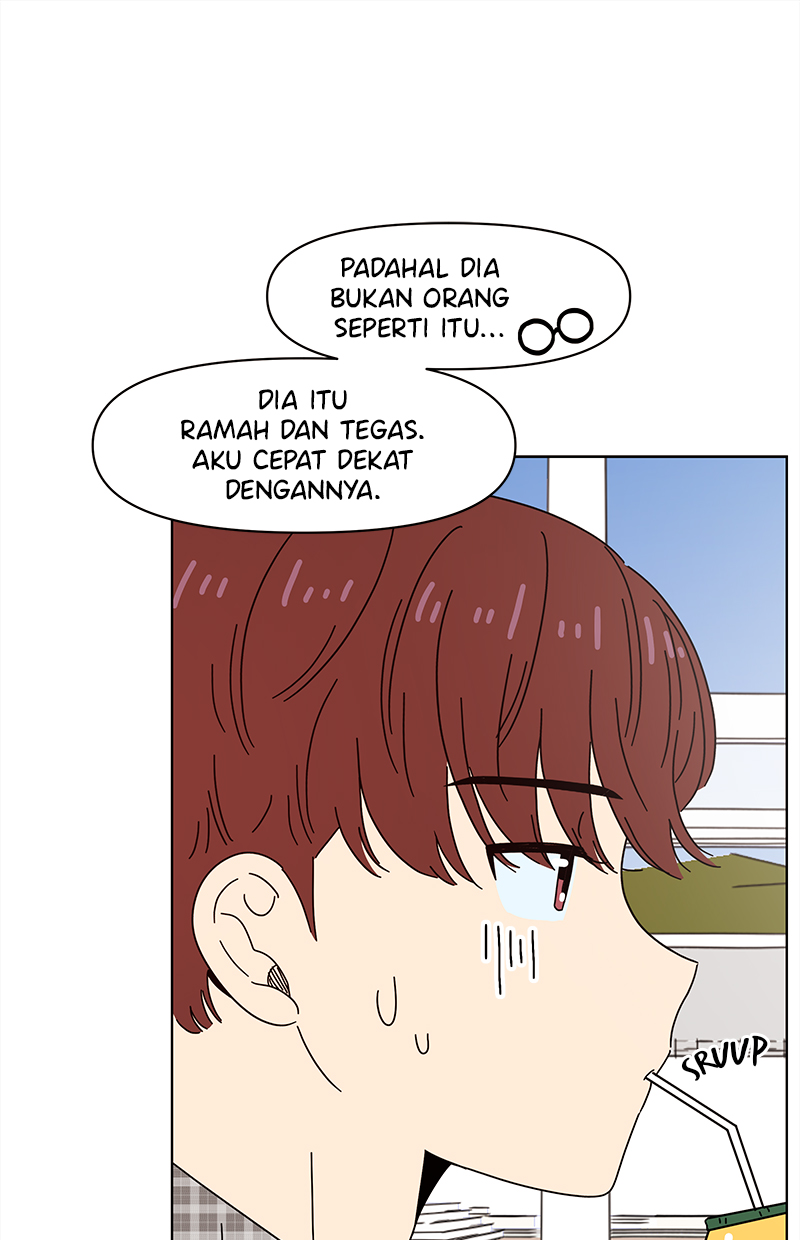 PADAHAL DIA
BUKAN ORANG
SEPERTI ITU...
DIA ITU
RAMAH DAN TEGAS.
AKU CEPAT DEKAT
DENGANNYA.
SRUUP